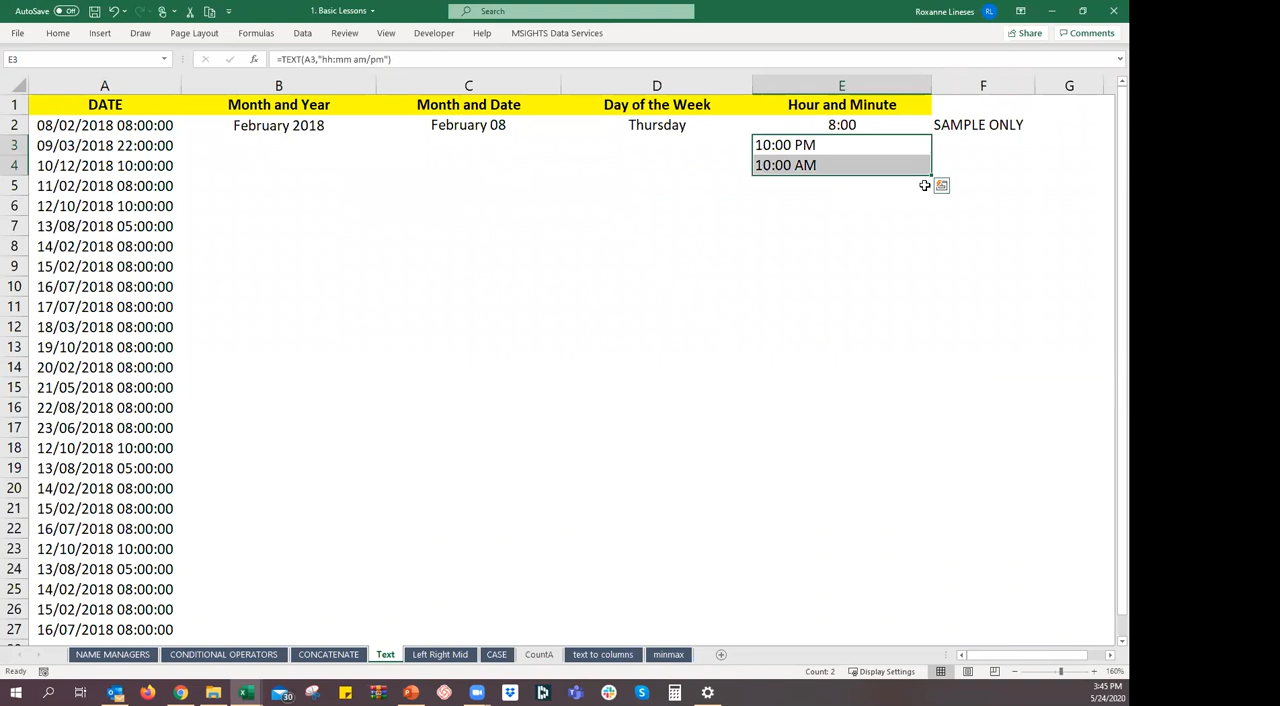 AutoSave Off 1. Basic Lessons Search Roxanne Lineses RL
File Home Insert Draw Page Layout Formulas Data Review View Developer Help MSIGHTS Data Services Share Comments
E3 fx =TEXT(A3,"hh:mm am/pm")
A B C D E F G
1 DATE Month and Year Month and Date Day of the Week Hour and Minute
2 08/02/2018 08:00:00 February 2018 February 08 Thursday 8:00 SAMPLE ONLY
3 09/03/2018 22:00:00 10:00 PM
4 10/12/2018 10:00:00 10:00 AM
5 11/02/2018 08:00:00
6 12/10/2018 10:00:00
7 13/08/2018 05:00:00
8 14/02/2018 08:00:00
9 15/02/2018 08:00:00
10 16/07/2018 08:00:00
11 17/07/2018 08:00:00
12 18/03/2018 08:00:00
13 19/10/2018 08:00:00
14 20/02/2018 08:00:00
15 21/05/2018 08:00:00
16 22/08/2018 08:00:00
17 23/06/2018 08:00:00
18 12/10/2018 10:00:00
19 13/08/2018 05:00:00
20 14/02/2018 08:00:00
21 15/02/2018 08:00:00
22 16/07/2018 08:00:00
23 12/10/2018 10:00:00
24 13/08/2018 05:00:00
25 14/02/2018 08:00:00
26 15/02/2018 08:00:00
27 16/07/2018 08:00:00
NAME MANAGERS CONDITIONAL OPERATORS CONCATENATE Text Left Right Mid CASE CountA text to columns minmax
Ready Count: 2 Display Settings 160%
30 3:45 PM
5/24/2020